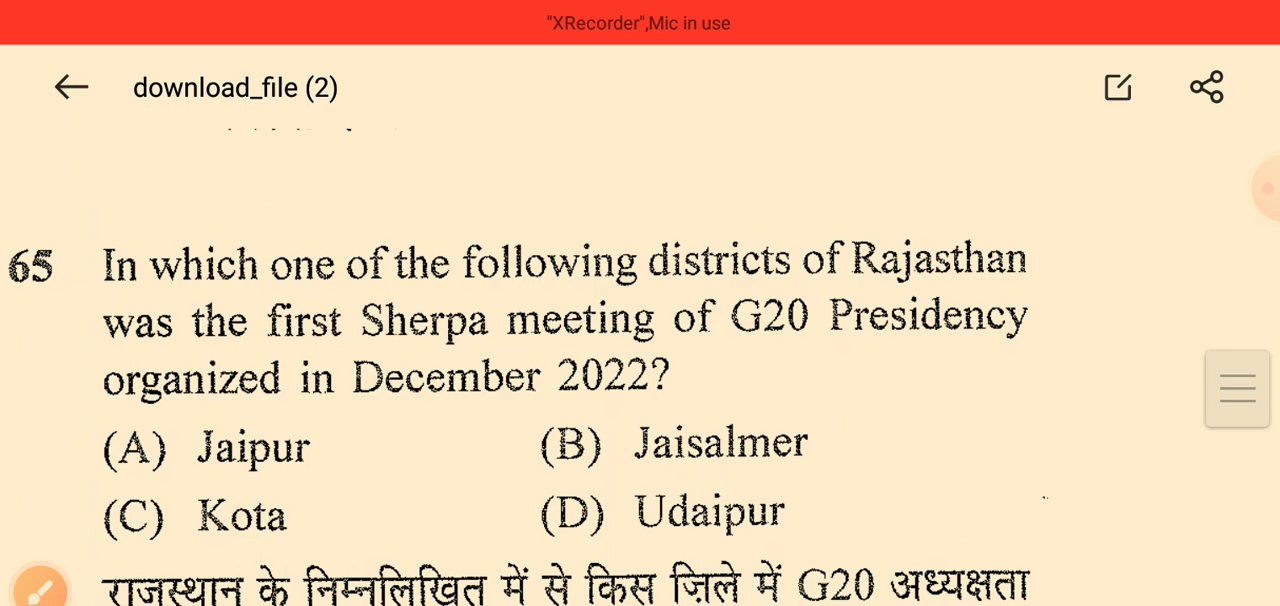 "XRecorder",Mic in use
download_file (2)
65 In which one of the following districts of Rajasthan
was the first Sherpa meeting of G20 Presidency
organized in December 2022?
(A) Jaipur (B) Jaisalmer
(C) Kota (D) Udaipur
राजस्थान के निम्नलिखित में से किस ज़िले में G20 अध्यक्षता